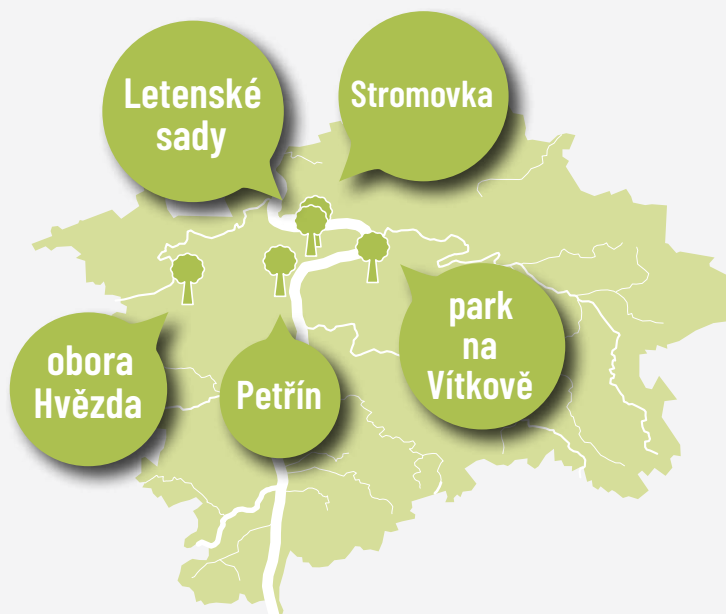 Letenské
sady
Stromovka
park
na
Vítkově
obora
Hvězda
Petřín